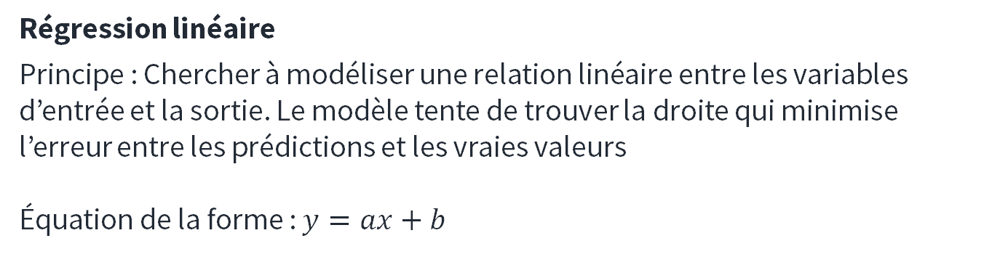 Régression linéaire
Principe : Chercher à modéliser une relation linéaire entre les variables
d’entrée et la sortie. Le modèle tente de trouver la droite qui minimise
l’erreur entre les prédictions et les vraies valeurs
Équation de la forme : y = ax + b